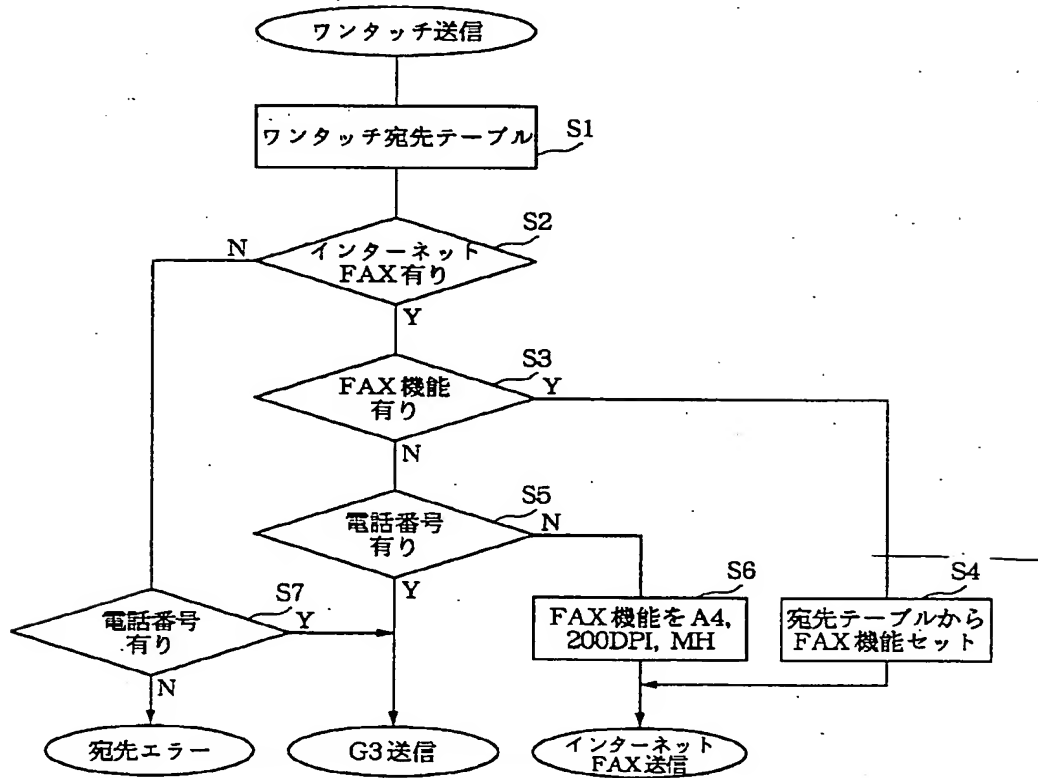 ワンタッチ送信
ワンタッチ宛先テーブル
S1
S2
N
インターネット
FAX有り
Y
S3
FAX機能
有り
Y
N
S5
電話番号
有り
N
Y
S7
電話番号
有り
Y
N
S6
FAX機能をA4,
200DPI, MH
S4
宛先テーブルから
FAX機能セット
宛先エラー
G3送信
インターネット
FAX送信